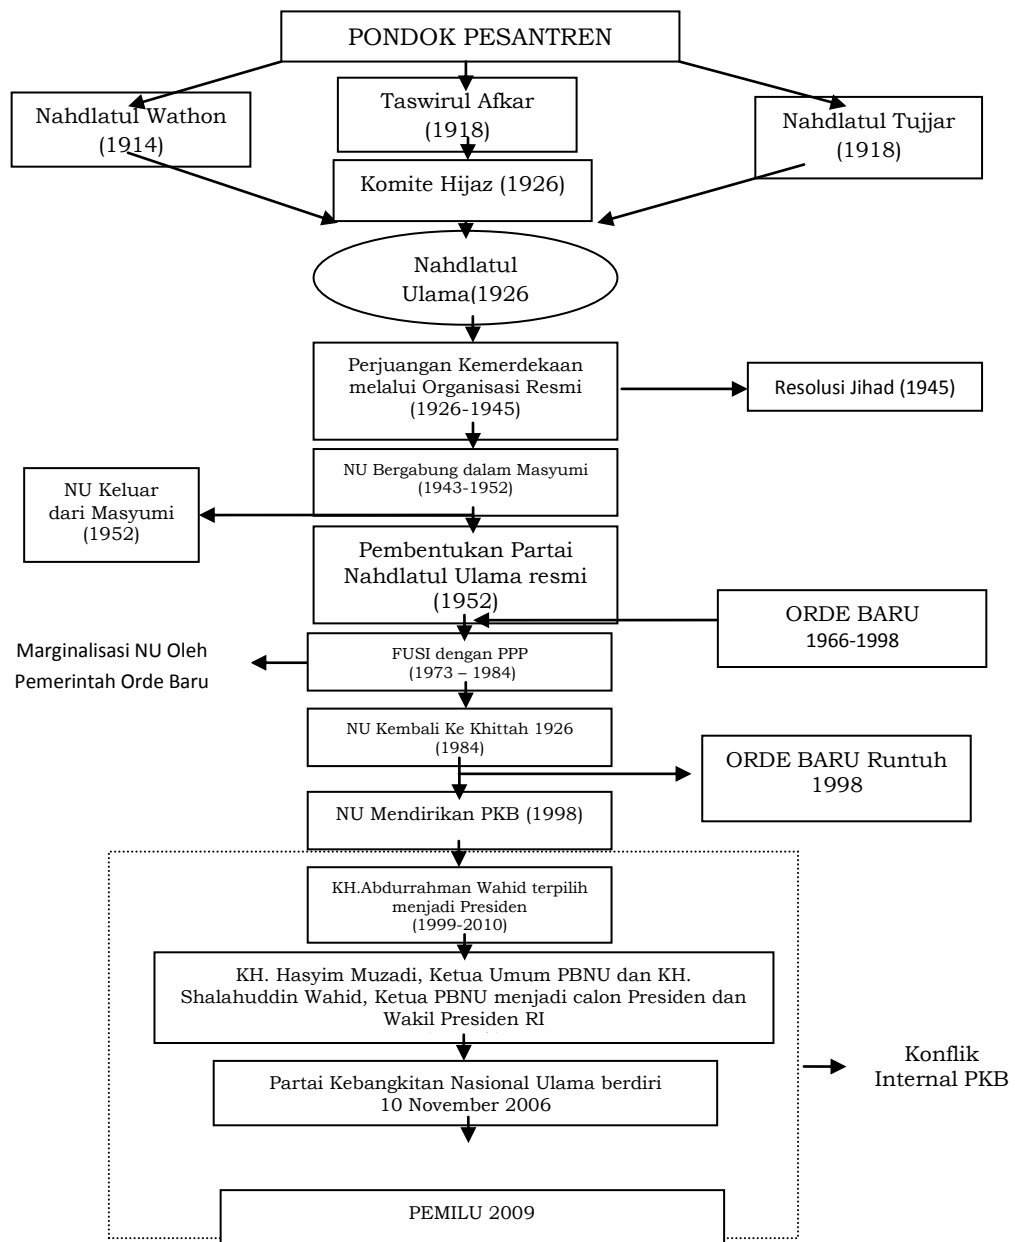 PONDOK PESANTREN
Nahdlatul Wathon
(1914)
Taswirul Afkar
(1918)
Nahdlatul Tujjar
(1918)
Komite Hijaz (1926)
Nahdlatul
Ulama(1926
Perjuangan Kemerdekaan
melalui Organisasi Resmi
(1926-1945)
Resolusi Jihad (1945)
NU Bergabung dalam Masyumi
(1943-1952)
NU Keluar
dari Masyumi
(1952)
Pembentukan Partai
Nahdlatul Ulama resmi
(1952)
ORDE BARU
1966-1998
Marginalisasi NU Oleh
Pemerintah Orde Baru
FUSI dengan PPP
(1973 – 1984)
NU Kembali Ke Khittah 1926
(1984)
ORDE BARU Runtuh
1998
NU Mendirikan PKB (1998)
KH.Abdurrahman Wahid terpilih
menjadi Presiden
(1999-2010)
KH. Hasyim Muzadi, Ketua Umum PBNU dan KH.
Shalahuddin Wahid, Ketua PBNU menjadi calon Presiden dan
Wakil Presiden RI
Konflik
Internal PKB
Partai Kebangkitan Nasional Ulama berdiri
10 November 2006
PEMILU 2009